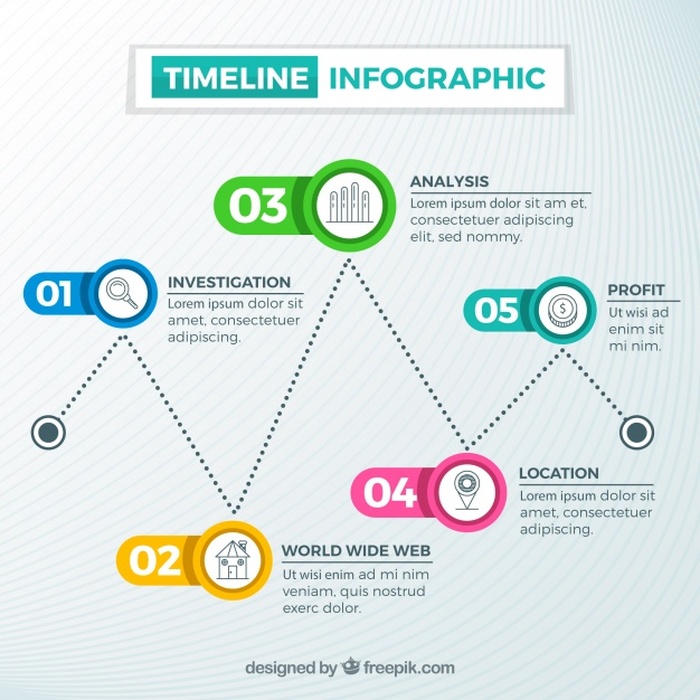 TIMELINE INFOGRAPHIC
01
INVESTIGATION
Lorem ipsum dolor sit
amet, consectetuer
adipiscing.
02
WORLD WIDE WEB
Ut wisi enim ad mi nim
veniam, quis nostrud
exerc dolor.
03
ANALYSIS
Lorem ipsum dolor sit am et,
consectetuer adipiscing
elit, sed nommy.
04
LOCATION
Lorem ipsum dolor sit
amet, consectetuer
adipiscing.
05
PROFIT
Ut wisi ad
enim sit
mi nim.
$
designed by freepik.com